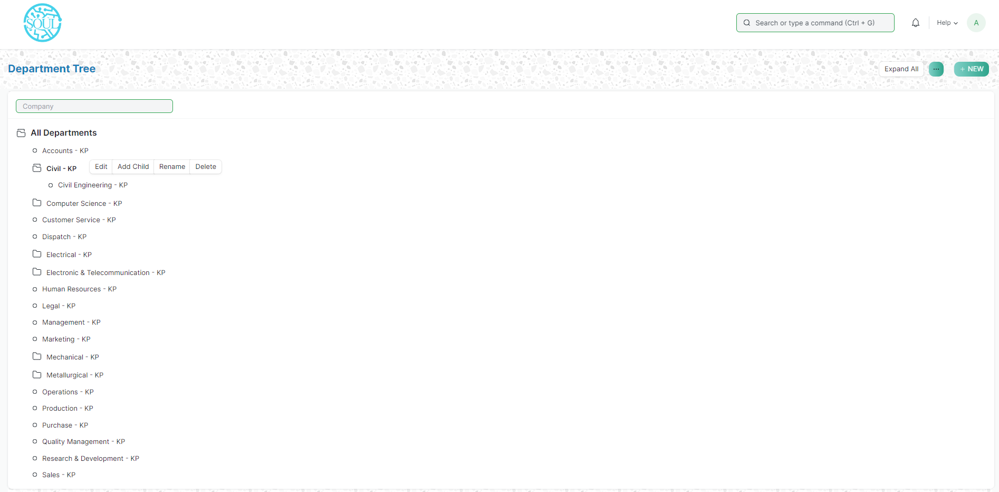 SOUL
Search or type a command (Ctrl + G)
Help
A
Department Tree
Expand All
···
+ NEW
Company
All Departments
Accounts - KP
Civil - KP
Edit
Add Child
Rename
Delete
Civil Engineering - KP
Computer Science - KP
Customer Service - KP
Dispatch - KP
Electrical - KP
Electronic & Telecommunication - KP
Human Resources - KP
Legal - KP
Management - KP
Marketing - KP
Mechanical - KP
Metallurgical - KP
Operations - KP
Production - KP
Purchase - KP
Quality Management - KP
Research & Development - KP
Sales - KP